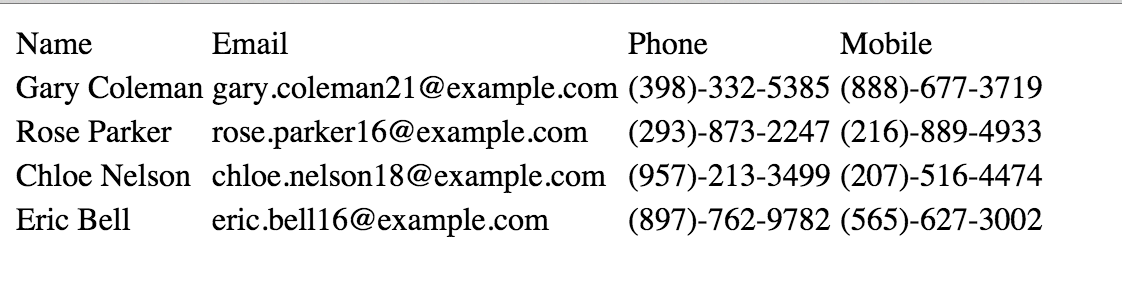 Name Email Phone Mobile
Gary Coleman gary.coleman21@example.com (398)-332-5385 (888)-677-3719
Rose Parker rose.parker16@example.com (293)-873-2247 (216)-889-4933
Chloe Nelson chloe.nelson18@example.com (957)-213-3499 (207)-516-4474
Eric Bell eric.bell16@example.com (897)-762-9782 (565)-627-3002